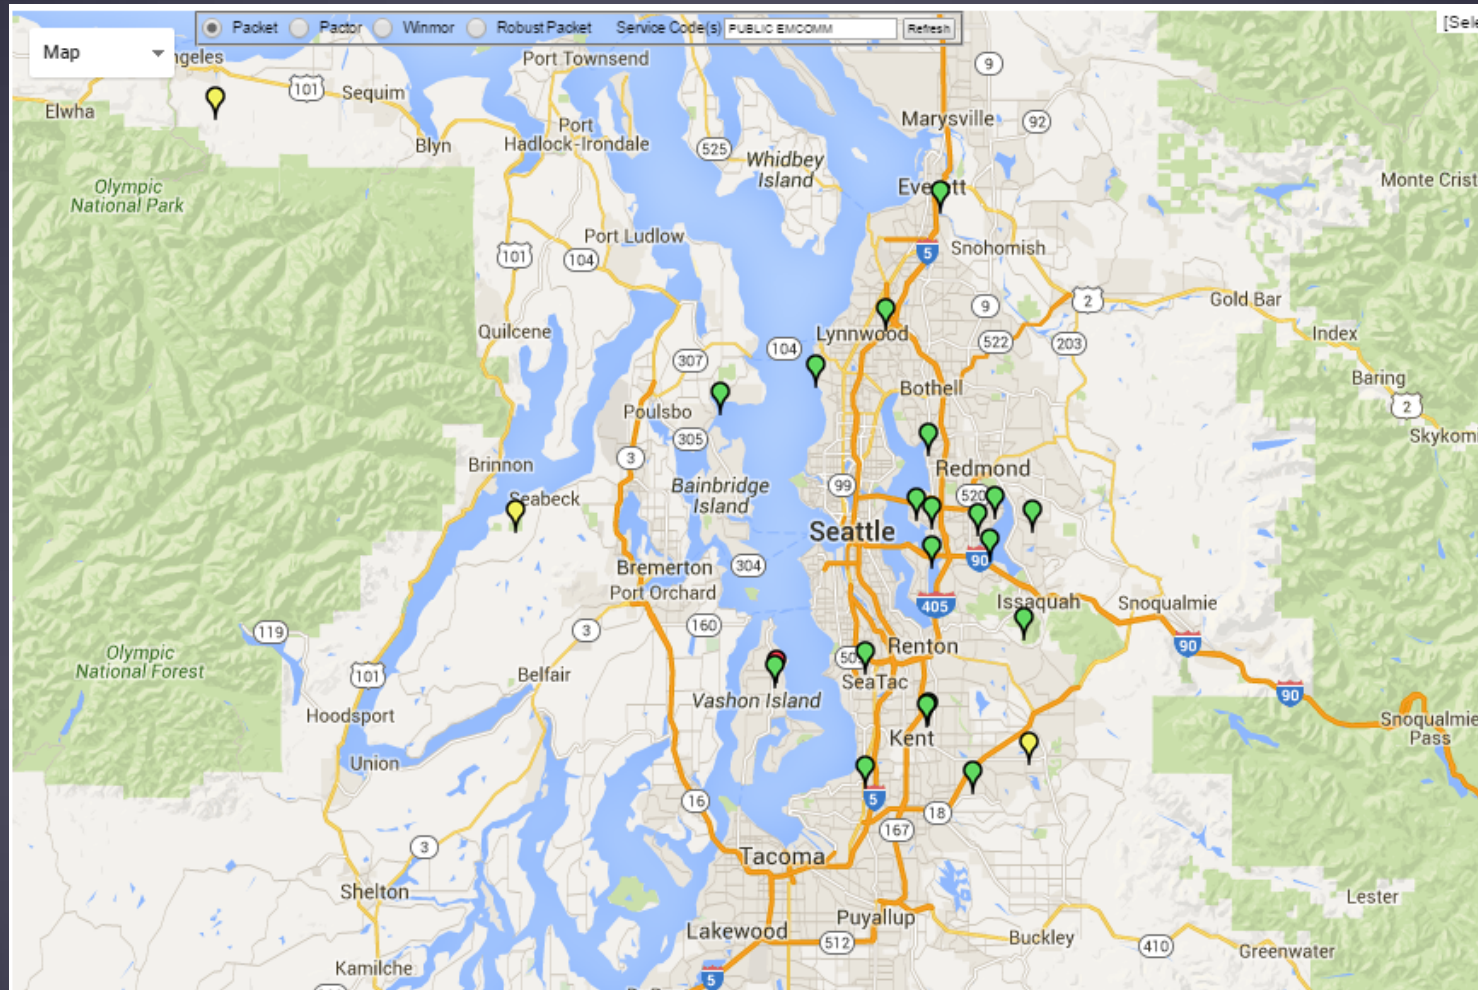 Packet Pactor Winmor Robust Packet Service Code(s) PUBLIC EMCOMM Refresh
[Sele
Map
ngeles
Port Townsend
9
101
Sequim
Elwha
Marysville
92
Port
Hadlock-Irondale
Blyn
525
Whidbey
Island
Olympic
National Park
Everett
Monte Crist
Port Ludlow
Snohomish
5
101
104
9
2
Gold Bar
Quilcene
Lynnwood
522
203
Index
104
307
Bothell
Baring
2
Poulsbo
305
Skykomi
3
Brinnon
Redmond
99
Bainbridge
Island
520
Seabeck
Seattle
90
Bremerton
304
Port Orchard
405
Issaquah
Snoqualmie
119
3
160
90
Renton
Olympic
National Forest
101
Belfair
509
SeaTac
90
Vashon Island
Hoodsport
Snoqualmie
Pass
Kent
Union
16
5
18
167
3
Tacoma
Shelton
Lester
Puyallup
Lakewood
512
Buckley
410
Greenwater
Kamilche
5